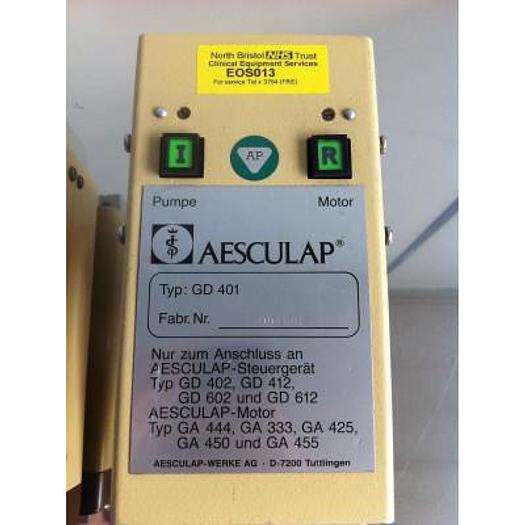 North Bristol NHS Trust
Clinical Equipment Services
EOS013
For service Tel x 3754 (FRE)
I AP R
Pumpe Motor
AESCULAP®
Typ: GD 401
Fabr. Nr.
Nur zum Anschluss an
AESCULAP-Steuergerät
Typ GD 402, GD 412,
GD 602 und GD 612
AESCULAP-Motor
Typ GA 444, GA 333, GA 425,
GA 450 und GA 455
AESCULAP-WERKE AG · D-7200 Tuttlingen